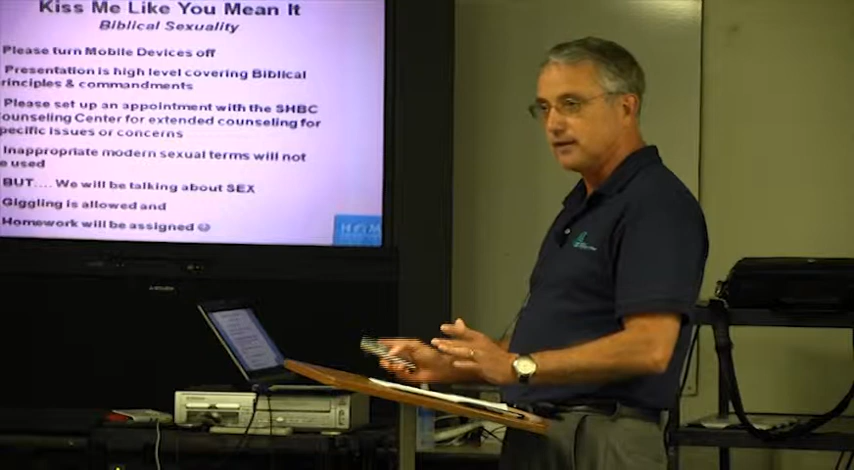 Kiss Me Like You Mean It
Biblical Sexuality
Please turn Mobile Devices off
Presentation is high level covering Biblical
rinciples & commandments
Please set up an appointment with the SHBC
Counseling Center for extended counseling for
pecific issues or concerns
Inappropriate modern sexual terms will not
e used
BUT.... We will be talking about SEX
Giggling is allowed and
Homework will be assigned ☺